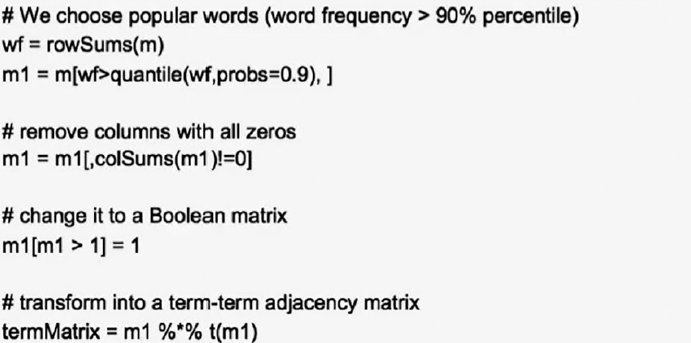 # We choose popular words (word frequency > 90% percentile)
wf = rowSums(m)
m1 = m[wf>quantile(wf,probs=0.9), ]
# remove columns with all zeros
m1 = m1[,colSums(m1)!=0]
# change it to a Boolean matrix
m1[m1 > 1] = 1
# transform into a term-term adjacency matrix
termMatrix = m1 %*% t(m1)